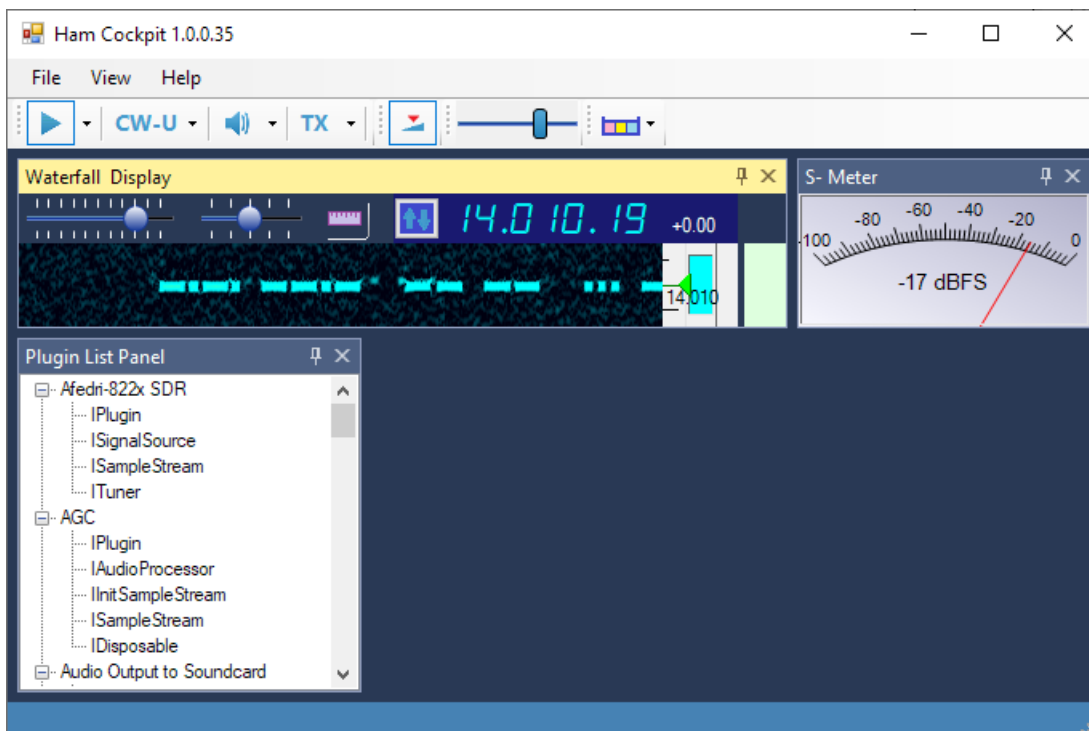 Ham Cockpit 1.0.0.35
File View Help
CW-U TX
Waterfall Display
14.010.19 +0.00
14.010
S- Meter
-100 -80 -60 -40 -20 0
-17 dBFS
Plugin List Panel
Afedri-822x SDR
IPlugin
ISignalSource
ISampleStream
ITuner
AGC
IPlugin
IAudioProcessor
IInitSampleStream
ISampleStream
IDisposable
Audio Output to Soundcard